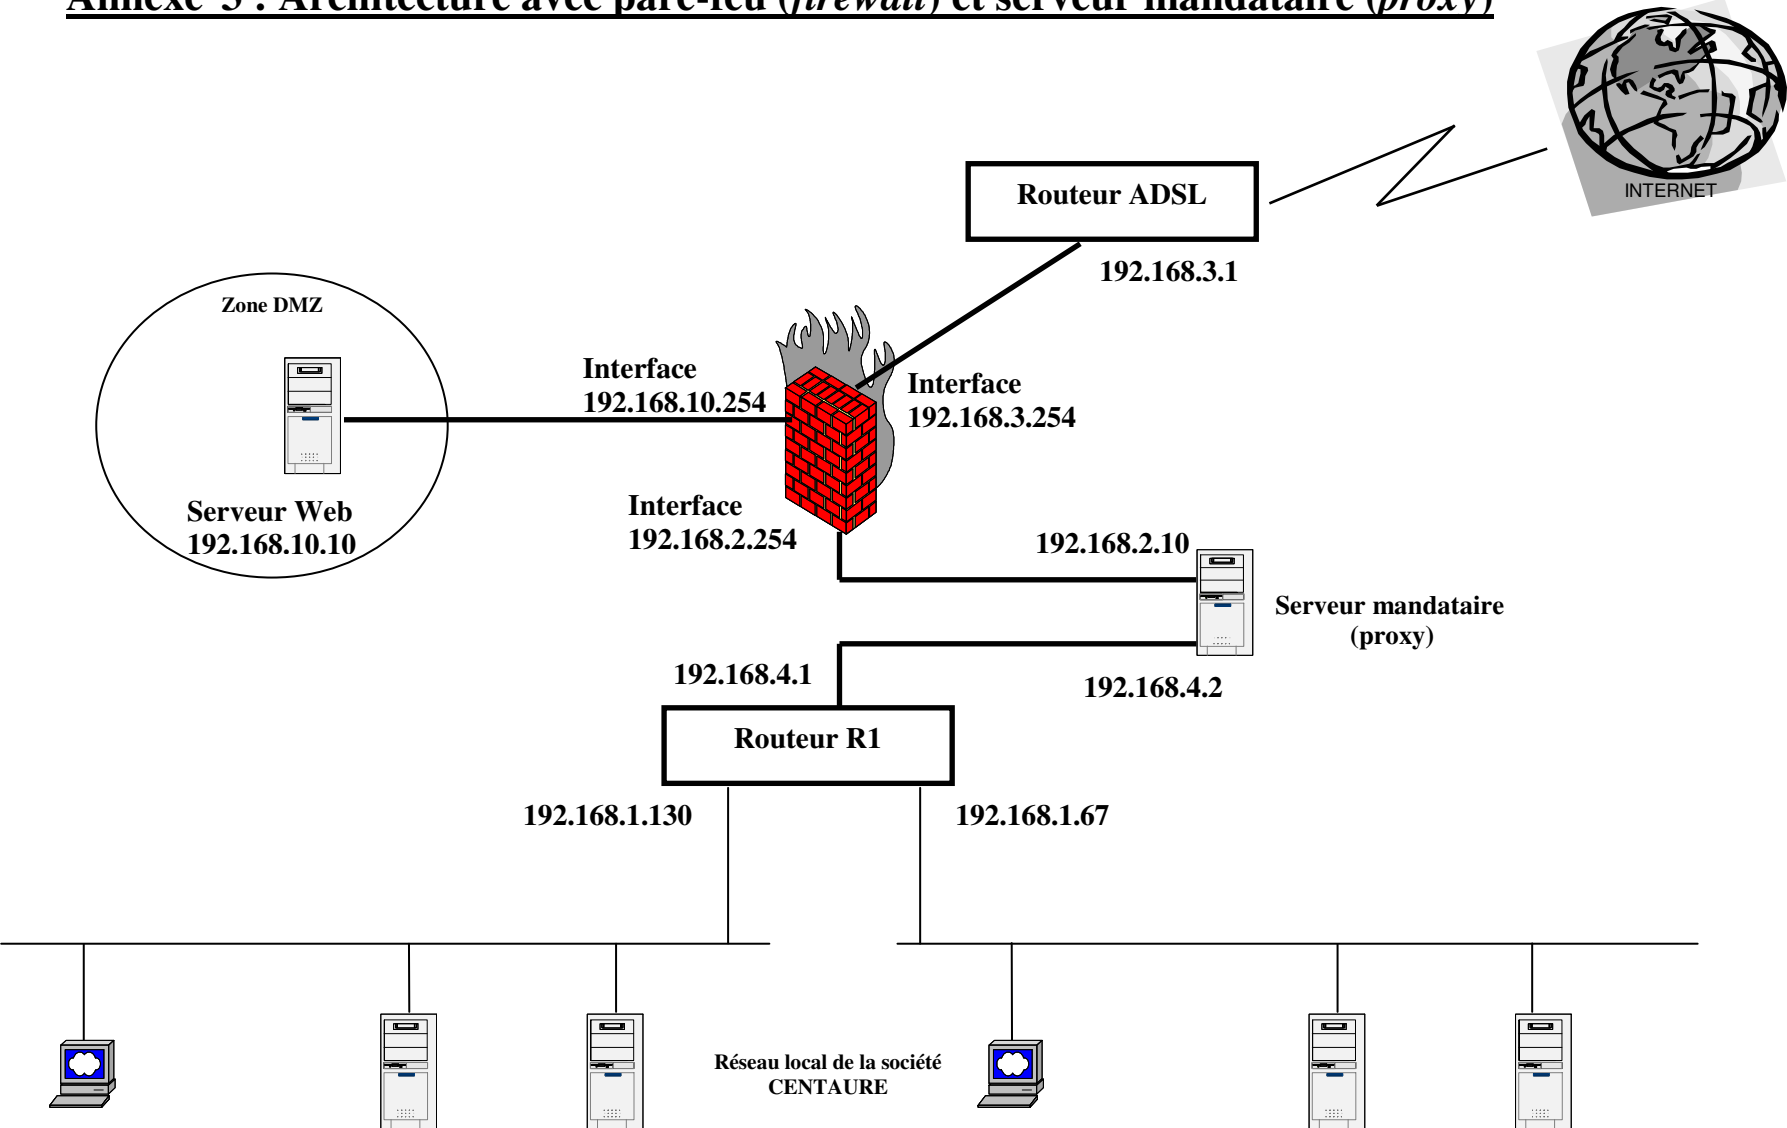 Annexe 3 : Architecture avec pare-feu (firewall) et serveur mandataire (proxy)
INTERNET
Routeur ADSL
192.168.3.1
Zone DMZ
Interface
192.168.10.254
Interface
192.168.3.254
Serveur Web
192.168.10.10
Interface
192.168.2.254
192.168.2.10
Serveur mandataire
(proxy)
192.168.4.1
192.168.4.2
Routeur R1
192.168.1.130
192.168.1.67
Réseau local de la société
CENTAURE